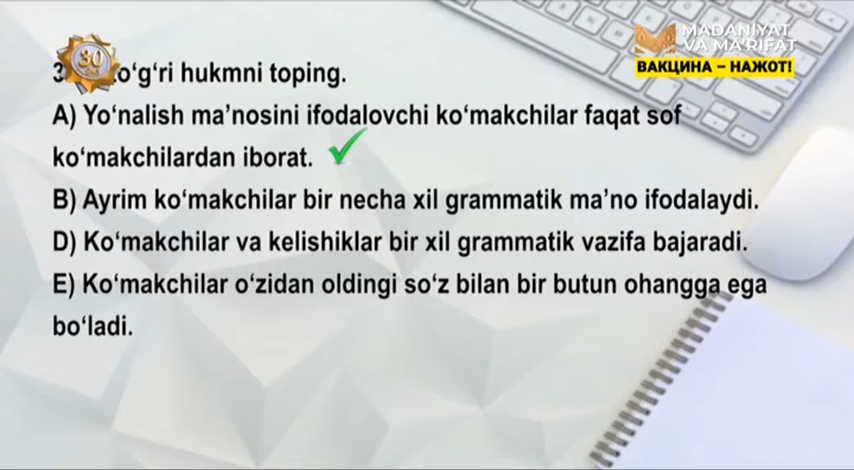 30
MADANIYAT
VA MA'RIFAT
ВАКЦИНА – НАЖОТ!
hukmni toping.
A) Yo‘nalish ma’nosini ifodalovchi ko‘makchilar faqat sof
ko‘makchilardan iborat.
B) Ayrim ko‘makchilar bir necha xil grammatik ma’no ifodalaydi.
D) Ko‘makchilar va kelishiklar bir xil grammatik vazifa bajaradi.
E) Ko‘makchilar o‘zidan oldingi so‘z bilan bir butun ohangga ega
bo‘ladi.